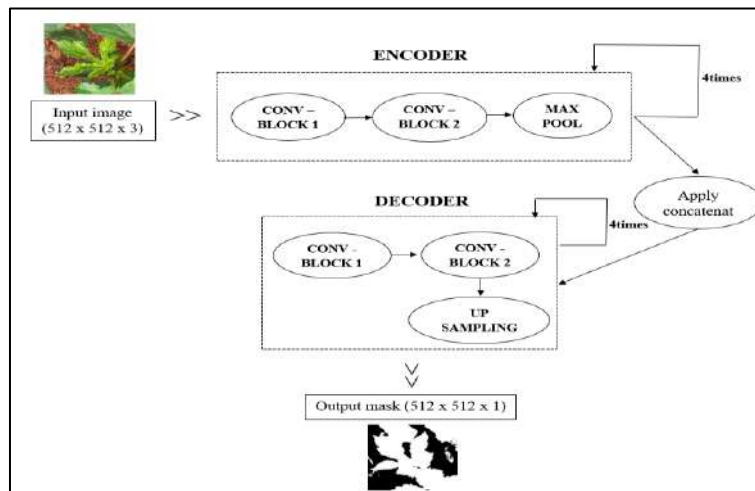 ENCODER
4times
Input image
(512 x 512 x 3)
>>
CONV –
BLOCK 1
CONV –
BLOCK 2
MAX
POOL
Apply
concatenat
DECODER
4times
CONV -
BLOCK 1
CONV –
BLOCK 2
UP
SAMPLING
Output mask (512 x 512 x 1)